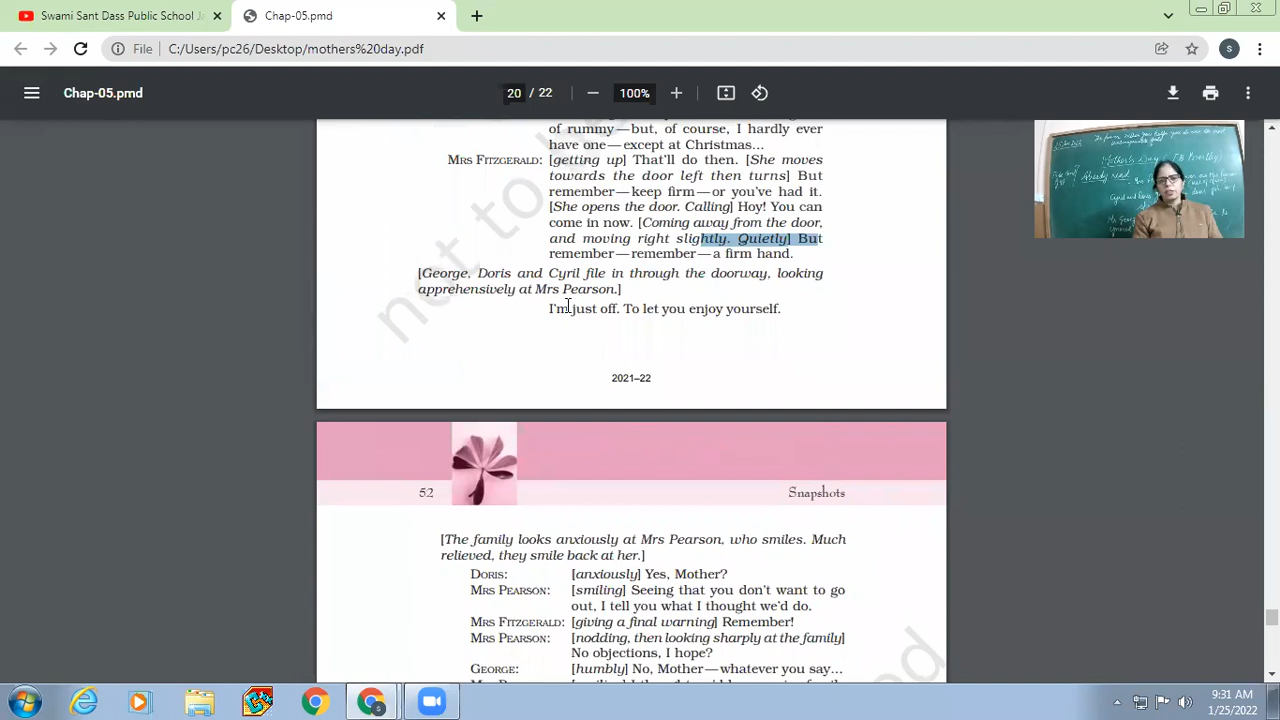 Swami Sant Dass Public School Ja
Chap-05.pmd
File
C:/Users/pc26/Desktop/mothers%20day.pdf
s
Chap-05.pmd
20 / 22
100%
of rummy—but, of course, I hardly ever
have one—except at Christmas...
MRS FITZGERALD: [getting up] That'll do then. [She moves
towards the door left then turns] But
remember—keep firm—or you've had it.
[She opens the door. Calling] Hoy! You can
come in now. [Coming away from the door,
and moving right slightly. Quietly] But
remember—remember—a firm hand.
[George, Doris and Cyril file in through the doorway, looking
apprehensively at Mrs Pearson.]
I'm just off. To let you enjoy yourself.
2021–22
52
Snapshots
[The family looks anxiously at Mrs Pearson, who smiles. Much
relieved, they smile back at her.]
DORIS: [anxiously] Yes, Mother?
MRS PEARSON: [smiling] Seeing that you don't want to go
out, I tell you what I thought we'd do.
MRS FITZGERALD: [giving a final warning] Remember!
MRS PEARSON: [nodding, then looking sharply at the family]
No objections, I hope?
GEORGE: [humbly] No, Mother—whatever you say...
not to
Mother's Day
Already read
9:31 AM
1/25/2022